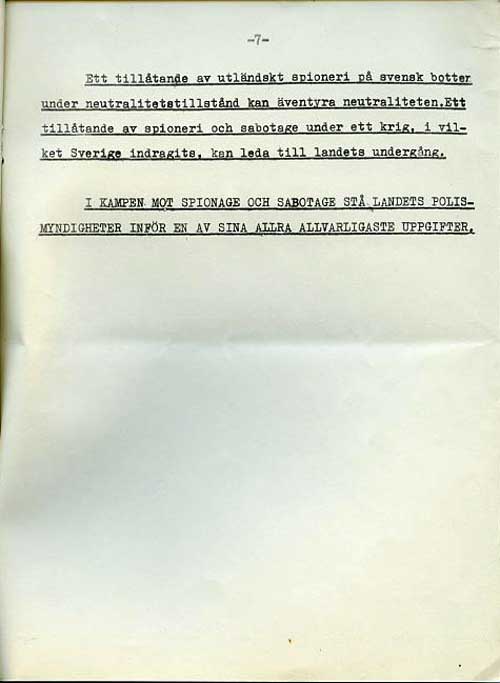 -7-
Ett tillåtande av utländskt spioneri på svensk botten
under neutralitetstillstånd kan äventyra neutraliteten.Ett
tillåtande av spioneri och sabotage under ett krig, i vil-
ket Sverige indragits, kan leda till landets undergång.
I KAMPEN MOT SPIONAGE OCH SABOTAGE STÅ LANDETS POLIS-
MYNDIGHETER INFÖR EN AV SINA ALLRA ALLVARLIGASTE UPPGIFTER.